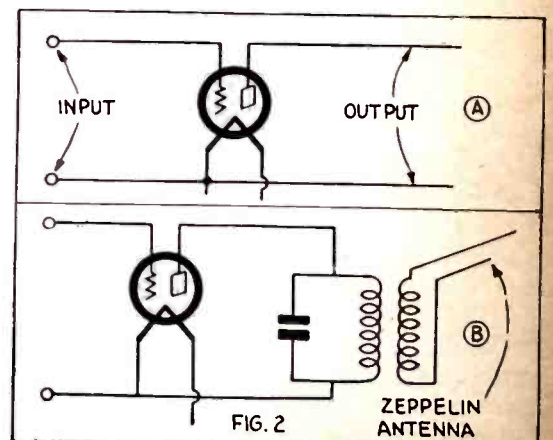 INPUT
OUTPUT
A
B
ZEPPELIN
ANTENNA
FIG. 2